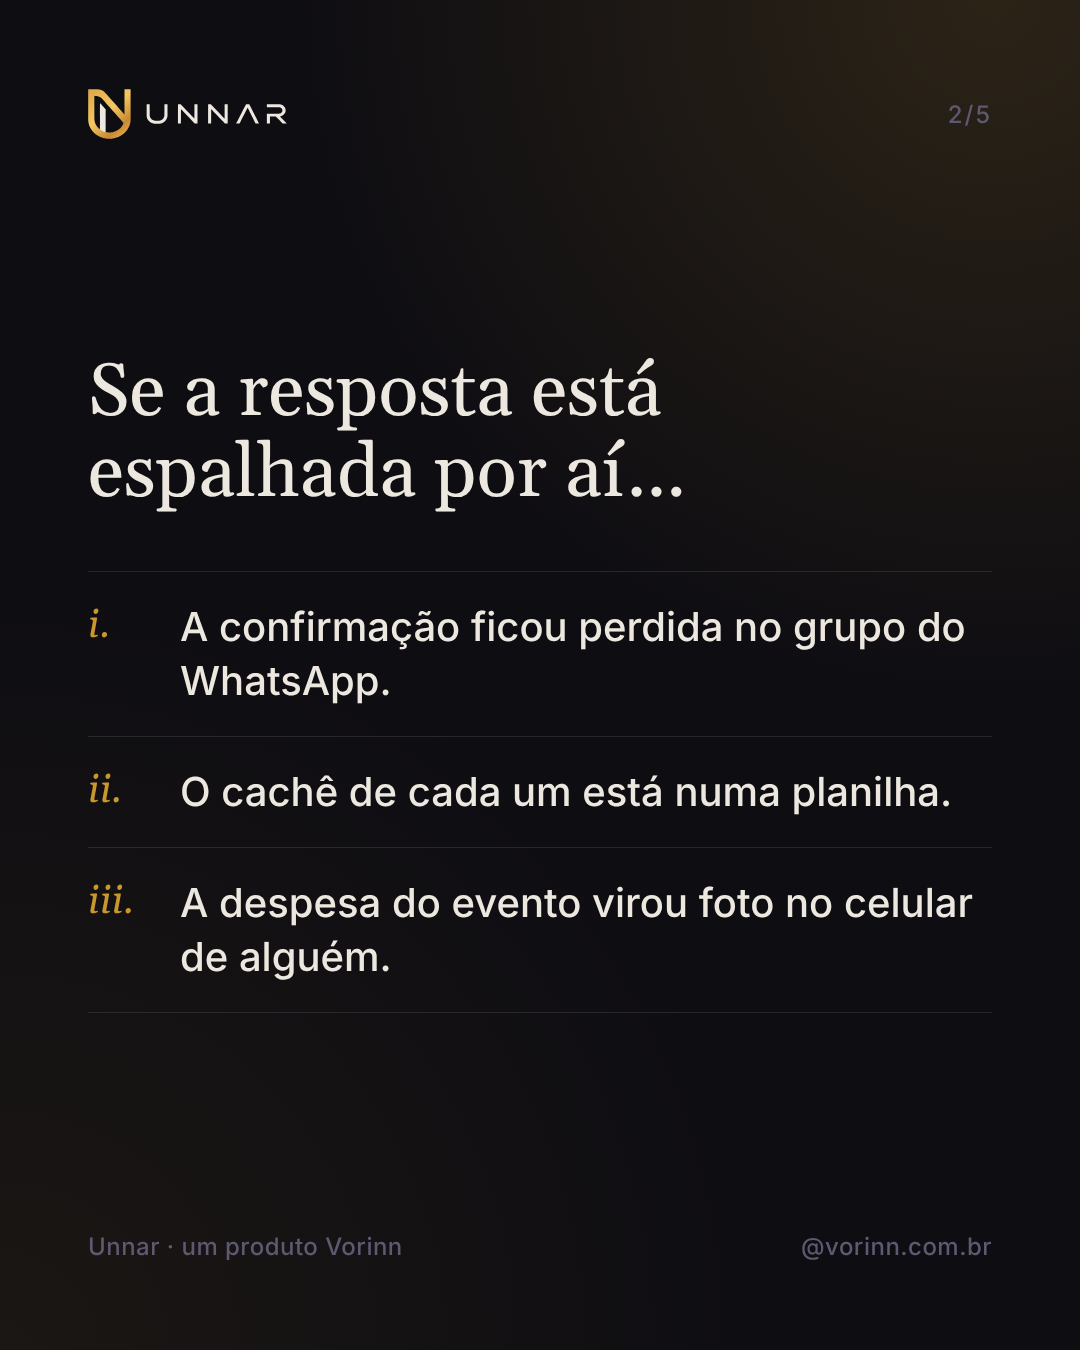 UNNAR
2/5
Se a resposta está
espalhada por aí...
i.
A confirmação ficou perdida no grupo do
WhatsApp.
ii.
O cachê de cada um está numa planilha.
iii.
A despesa do evento virou foto no celular
de alguém.
Unnar · um produto Vorinn
@vorinn.com.br